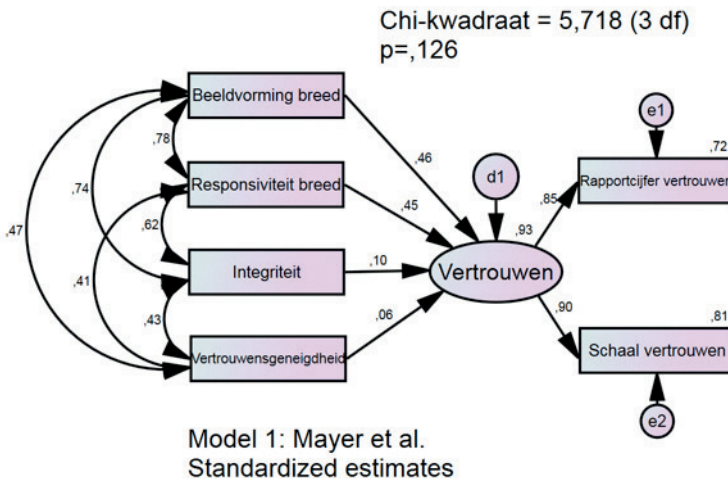 Chi-kwadraat = 5,718 (3 df)
p=,126
Beeldvorming breed
e1
,78
,46
,72
d1
Responsiviteit breed
Rapportcijfer vertrouwen
,74
,85
,45
,93
,47
,62
Integriteit
,10
Vertrouwen
,41
,43
,06
,90
,81
Vertrouwensgeneigdheid
Schaal vertrouwen
e2
Model 1: Mayer et al.
Standardized estimates